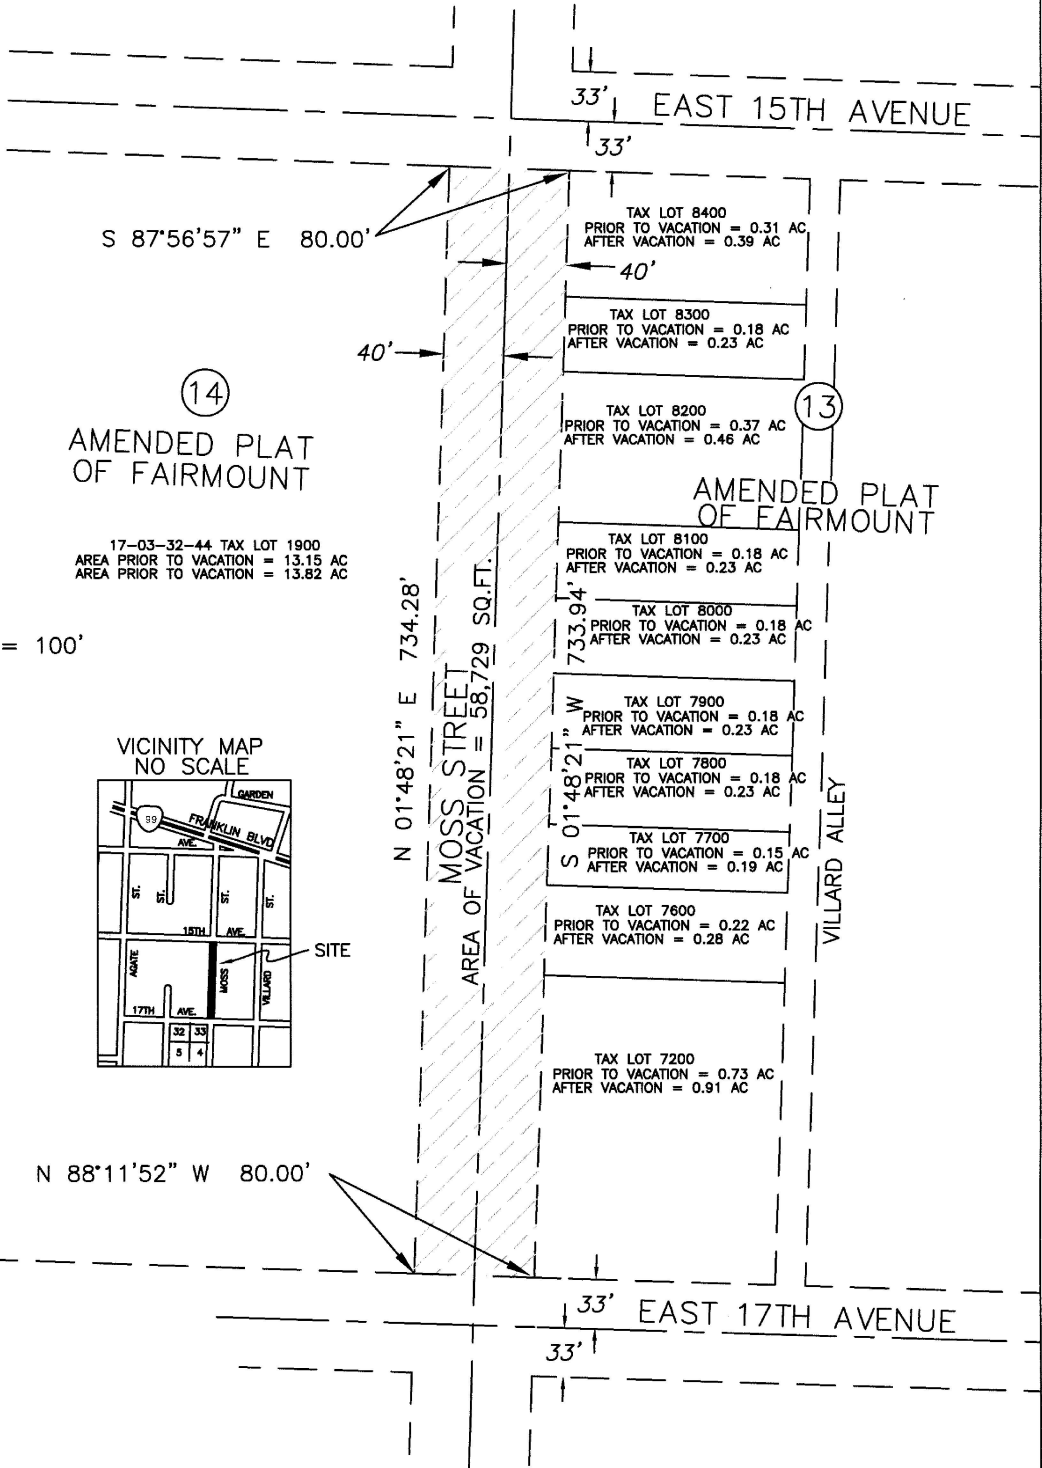 33'
EAST 15TH AVENUE
33'
TAX LOT 8400
PRIOR TO VACATION = 0.31 AC
AFTER VACATION = 0.39 AC
S 87°56'57" E 80.00'
40'
TAX LOT 8300
PRIOR TO VACATION = 0.18 AC
AFTER VACATION = 0.23 AC
40'
14
AMENDED PLAT
OF FAIRMOUNT
13
TAX LOT 8200
PRIOR TO VACATION = 0.37 AC
AFTER VACATION = 0.46 AC
AMENDED PLAT
OF FAIRMOUNT
17-03-32-44 TAX LOT 1900
AREA PRIOR TO VACATION = 13.15 AC
AREA PRIOR TO VACATION = 13.82 AC
TAX LOT 8100
PRIOR TO VACATION = 0.18 AC
AFTER VACATION = 0.23 AC
TAX LOT 8000
PRIOR TO VACATION = 0.18 AC
AFTER VACATION = 0.23 AC
= 100'
N 01°48'21" E 734.28'
MOSS STREET
AREA OF VACATION = 58,729 SQ.FT.
S 01°48'21" W 733.94'
TAX LOT 7900
PRIOR TO VACATION = 0.18 AC
AFTER VACATION = 0.23 AC
TAX LOT 7800
PRIOR TO VACATION = 0.18 AC
AFTER VACATION = 0.23 AC
TAX LOT 7700
PRIOR TO VACATION = 0.15 AC
AFTER VACATION = 0.19 AC
VILLARD ALLEY
TAX LOT 7600
PRIOR TO VACATION = 0.22 AC
AFTER VACATION = 0.28 AC
VICINITY MAP
NO SCALE
GARDEN
99
FRANKLIN BLVD
AVE.
ST.
ST.
ST.
ST.
15TH AVE.
SITE
AGATE
MOSS
VILLARD
17TH AVE.
32 33
5 4
TAX LOT 7200
PRIOR TO VACATION = 0.73 AC
AFTER VACATION = 0.91 AC
N 88°11'52" W 80.00'
33'
EAST 17TH AVENUE
33'